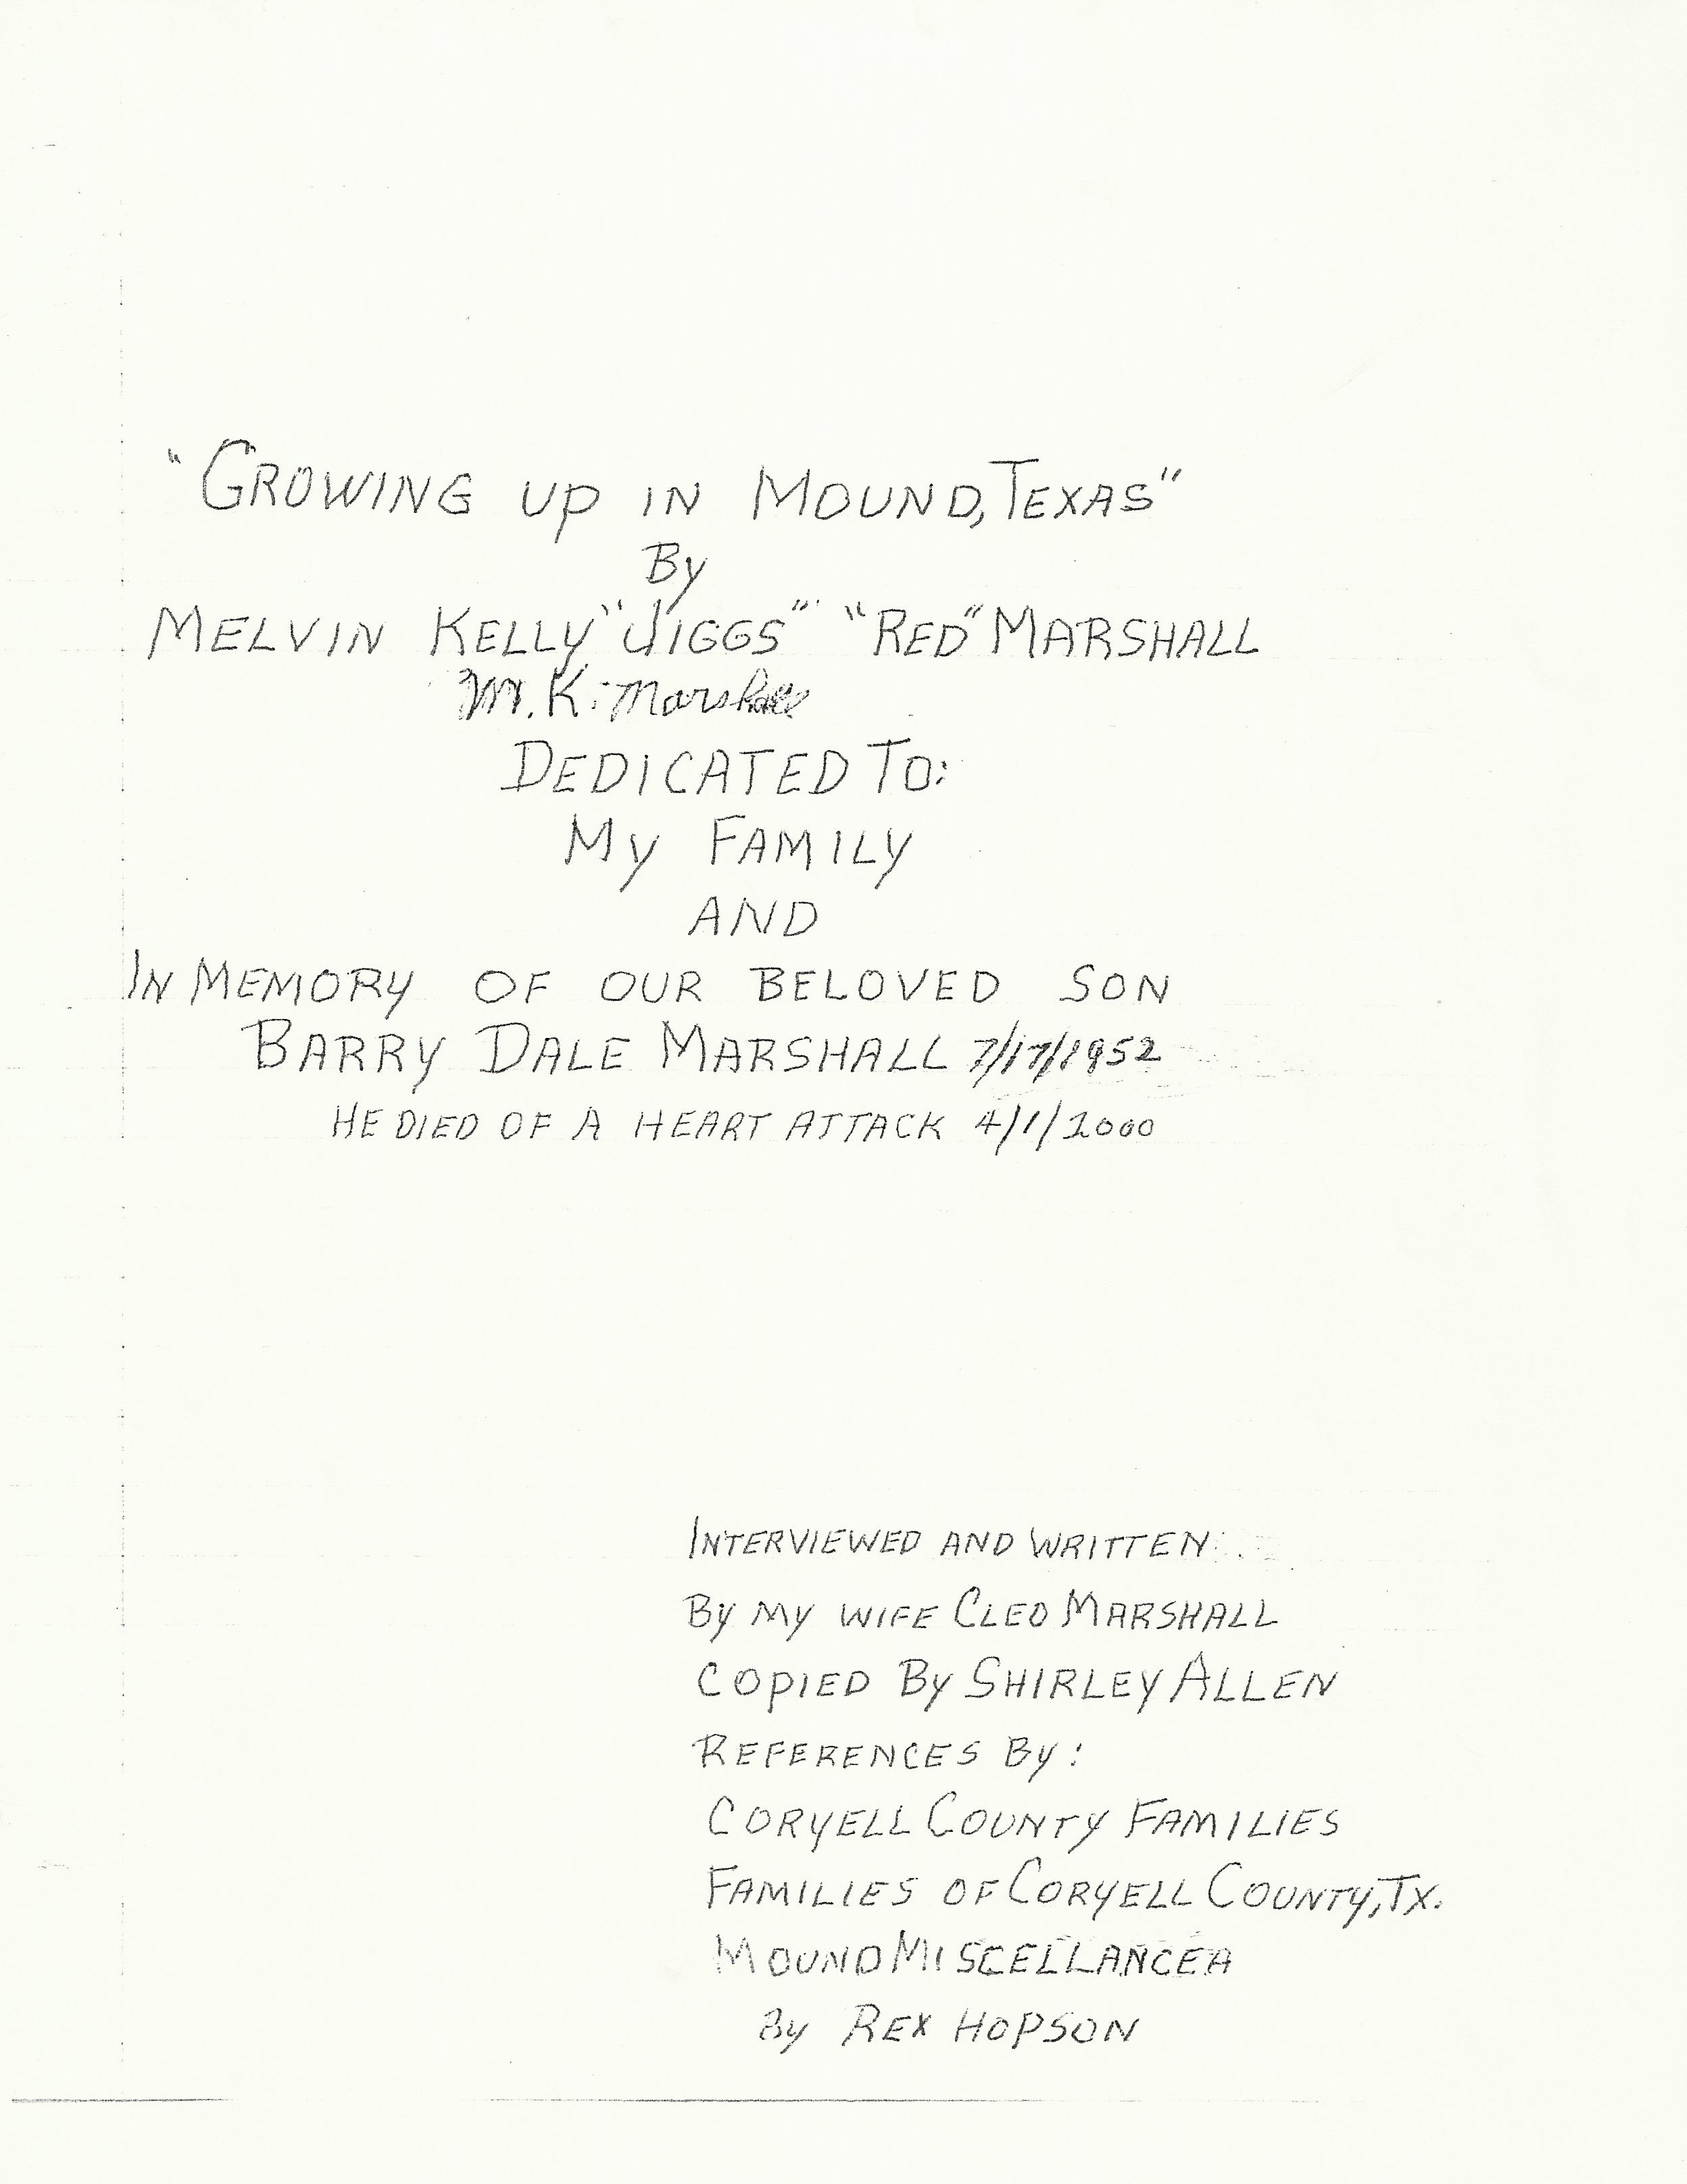 "GROWING UP IN MOUND, TEXAS"
By
MELVIN KELLY "JIGGS" "RED" MARSHALL
M. K. Marshall
DEDICATED TO:
My FAMILY
AND
IN MEMORY OF OUR BELOVED SON
BARRY DALE MARSHALL 7/17/1952
HE DIED OF A HEART ATTACK 4/1/2000
INTERVIEWED AND WRITTEN
By My WIFE CLEO MARSHALL
COPIED By SHIRLEY ALLEN
REFERENCES By:
CORYELL COUNTY FAMILIES
FAMILIES OF CORYELL COUNTY, TX.
MOUND MISCELLANCEA
By REX HOPSON